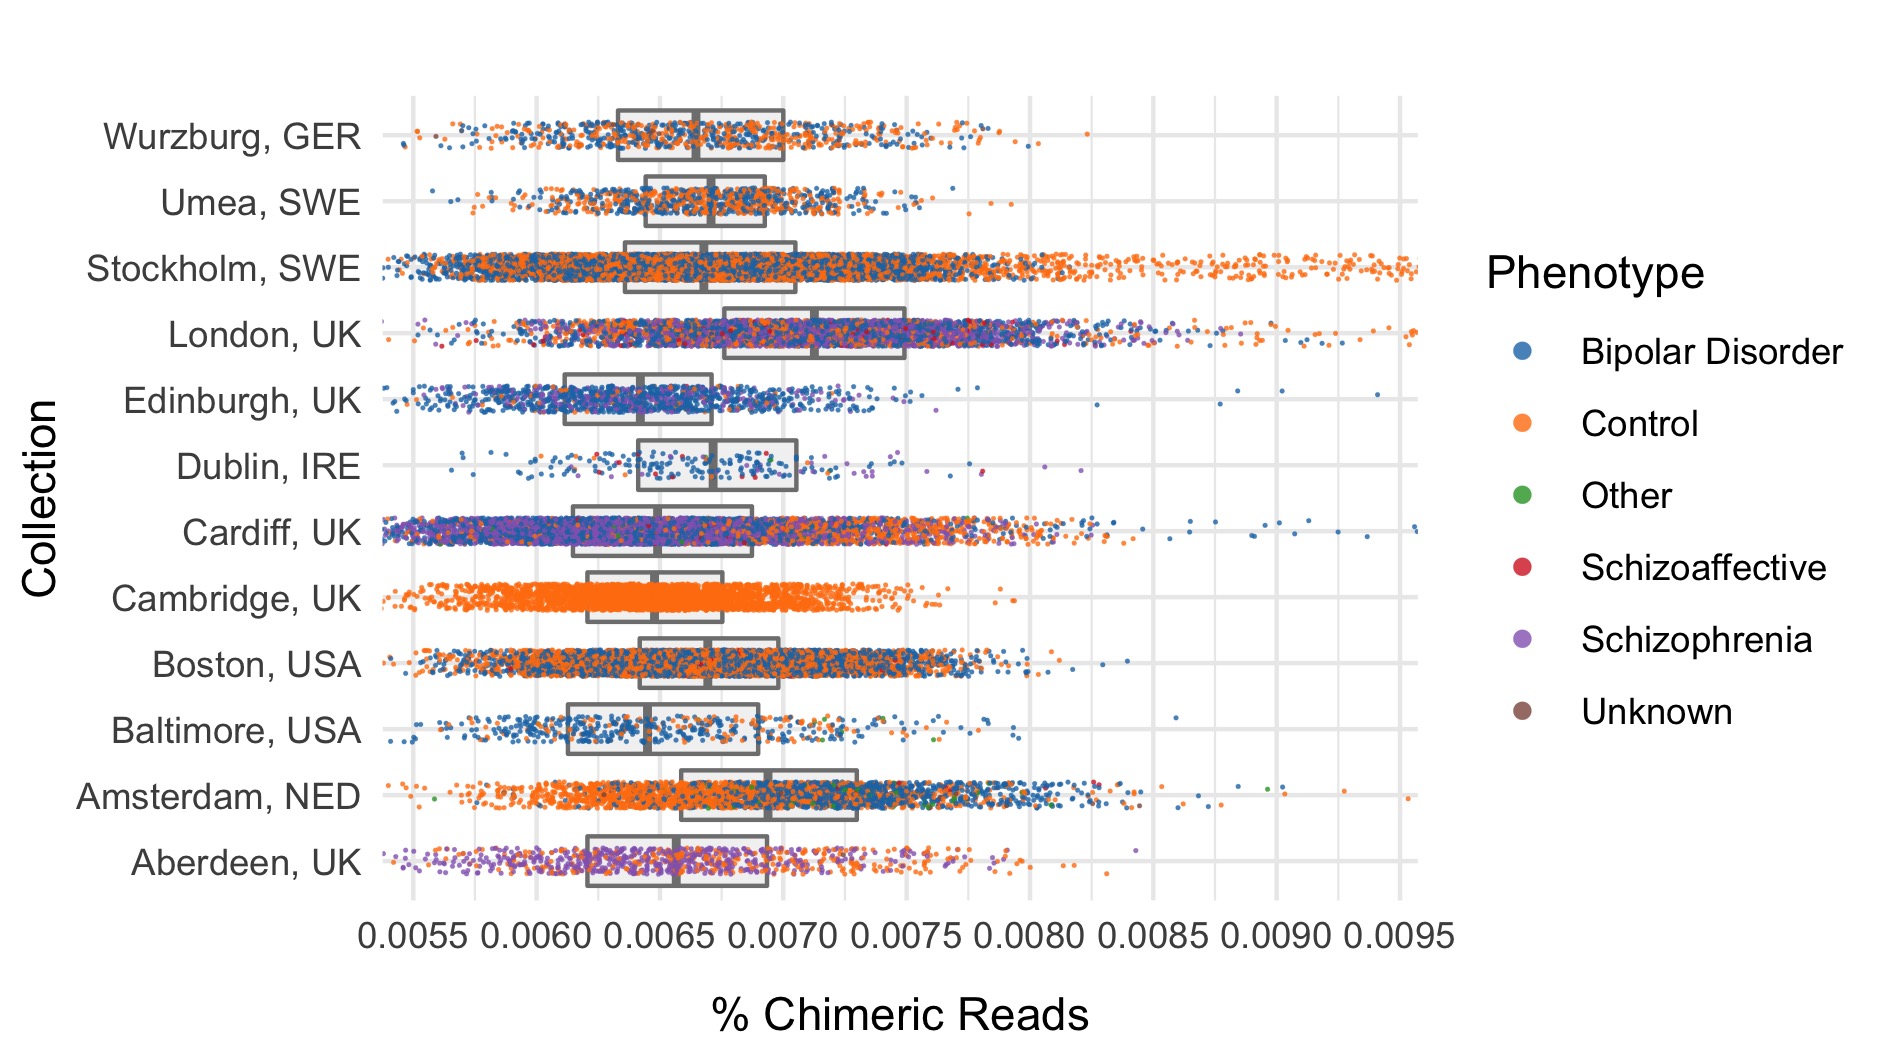 Collection
Wurzburg, GER
Umea, SWE
Stockholm, SWE
London, UK
Edinburgh, UK
Dublin, IRE
Cardiff, UK
Cambridge, UK
Boston, USA
Baltimore, USA
Amsterdam, NED
Aberdeen, UK
0.0055 0.0060 0.0065 0.0070 0.0075 0.0080 0.0085 0.0090 0.0095
% Chimeric Reads
Phenotype
Bipolar Disorder
Control
Other
Schizoaffective
Schizophrenia
Unknown